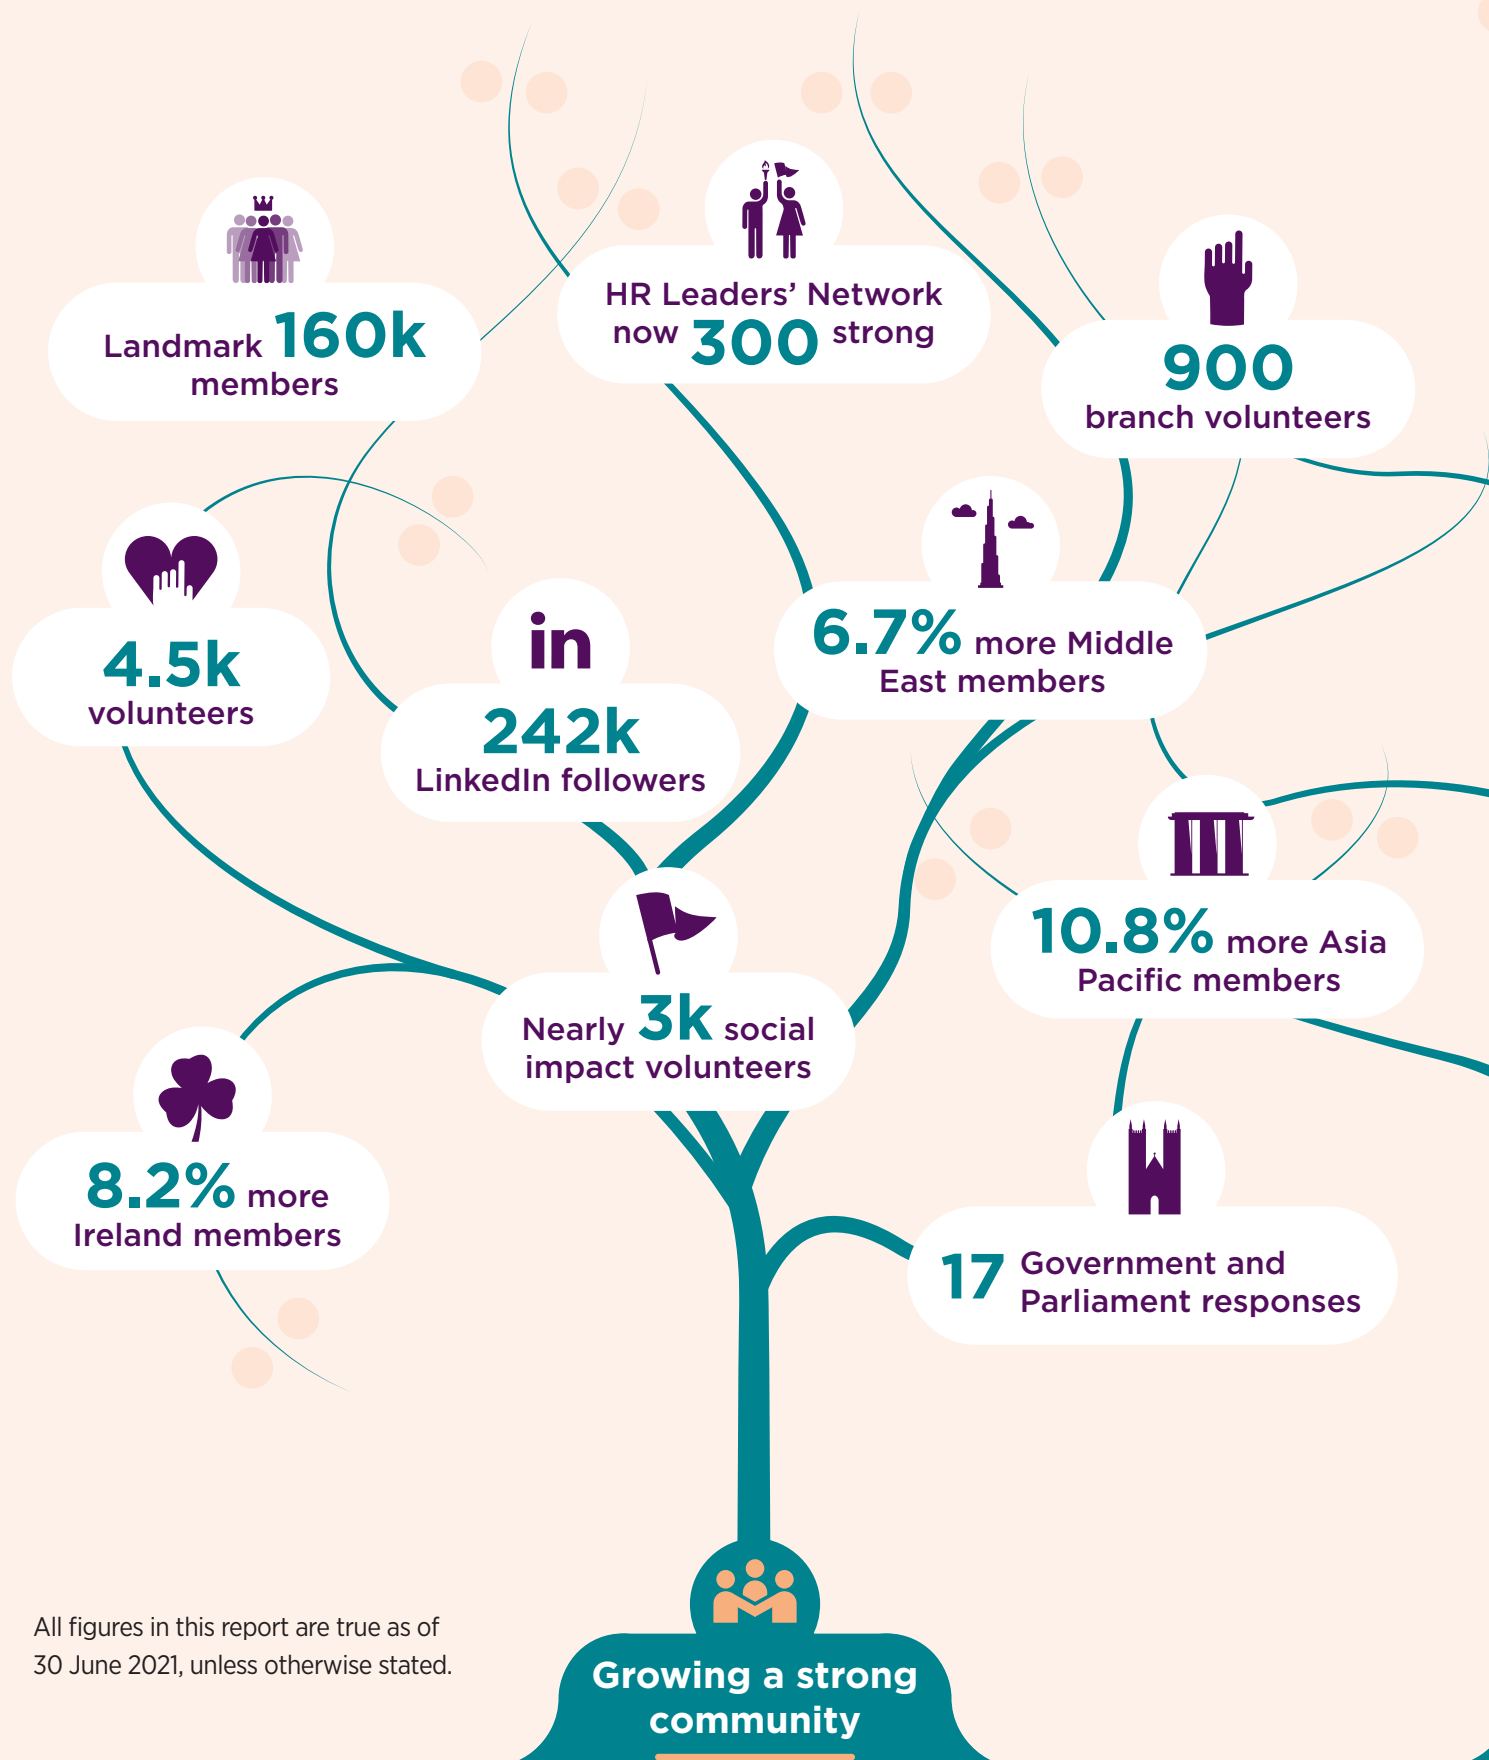 HR Leaders’ Network
now 300 strong
Landmark 160k
members
900
branch volunteers
4.5k
volunteers
in
242k
LinkedIn followers
6.7% more Middle
East members
10.8% more Asia
Pacific members
Nearly 3k social
impact volunteers
8.2% more
Ireland members
17 Government and
Parliament responses
All figures in this report are true as of
30 June 2021, unless otherwise stated.
Growing a strong
community